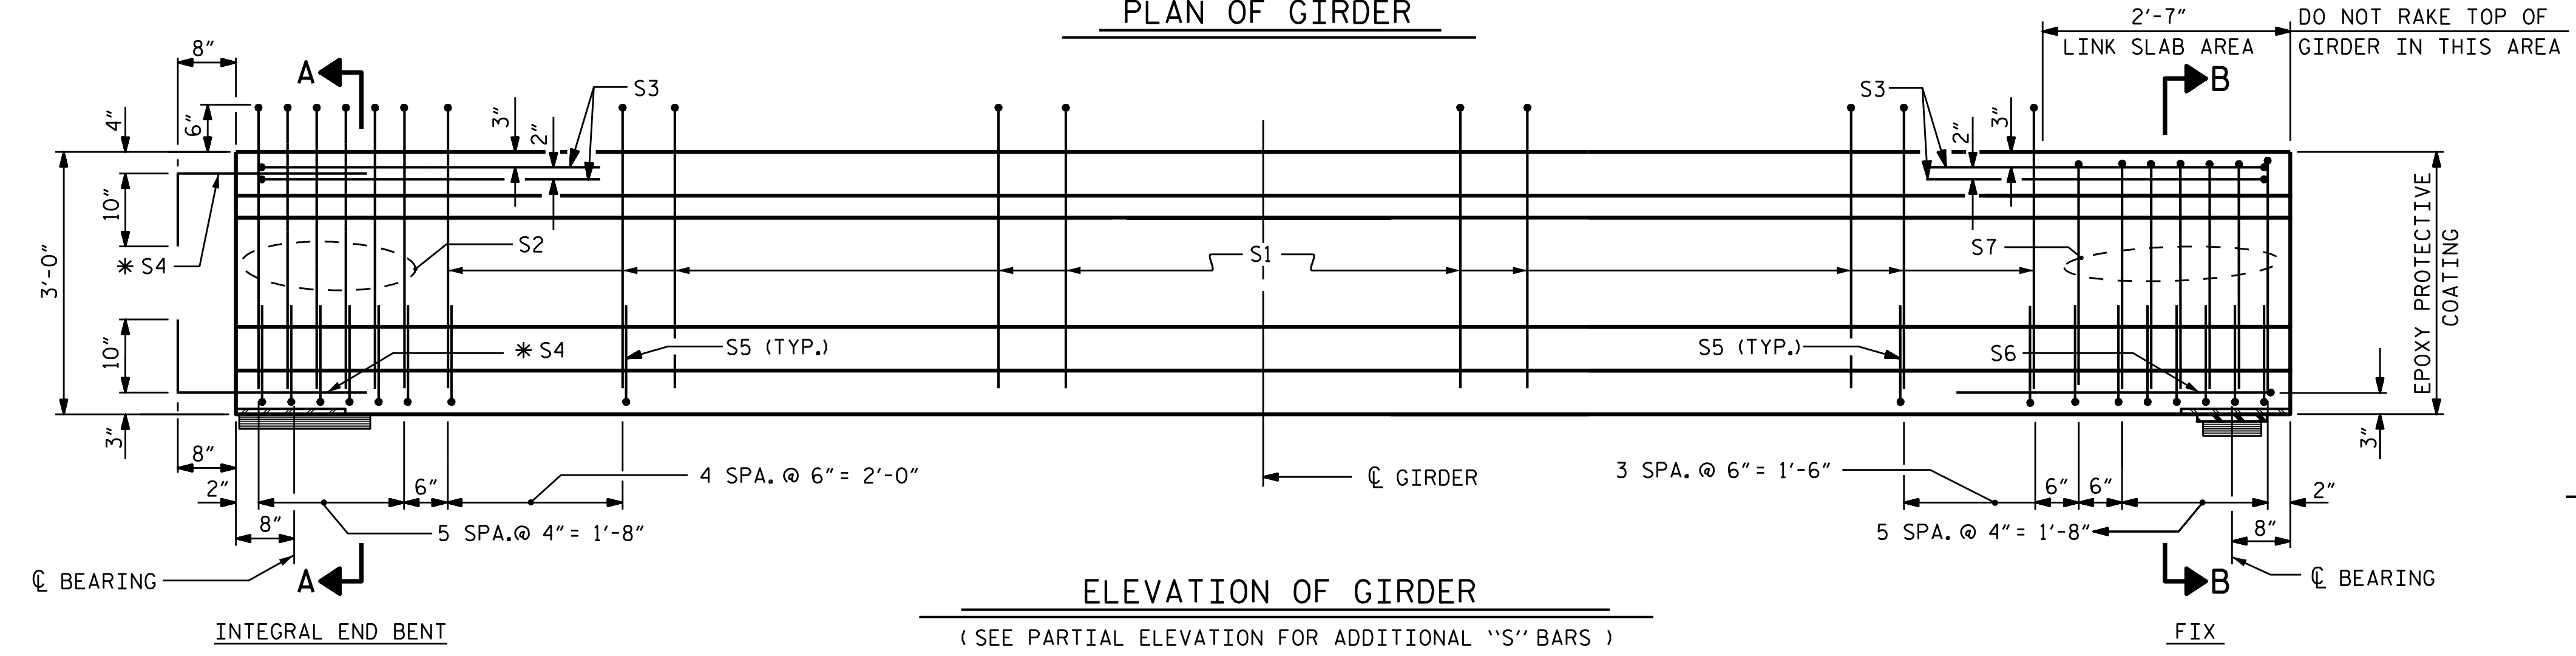 PLAN OF GIRDER
2'-7" DO NOT RAKE TOP OF
LINK SLAB AREA GIRDER IN THIS AREA
8"
A
S3
S3
B
4"
6"
3"
2"
2"
3"
10"
3'-0"
* S4
S2
S1
S7
EPOXY PROTECTIVE
COATING
10"
* S4
S5 (TYP.)
S5 (TYP.)
S6
3"
3"
8"
2"
6"
4 SPA. @ 6" = 2'-0"
℄ GIRDER
3 SPA. @ 6" = 1'-6"
6" 6"
2"
8"
5 SPA.@ 4" = 1'-8"
5 SPA. @ 4" = 1'-8"
8"
℄ BEARING
A
ELEVATION OF GIRDER
B
℄ BEARING
INTEGRAL END BENT
(SEE PARTIAL ELEVATION FOR ADDITIONAL "S" BARS )
FIX